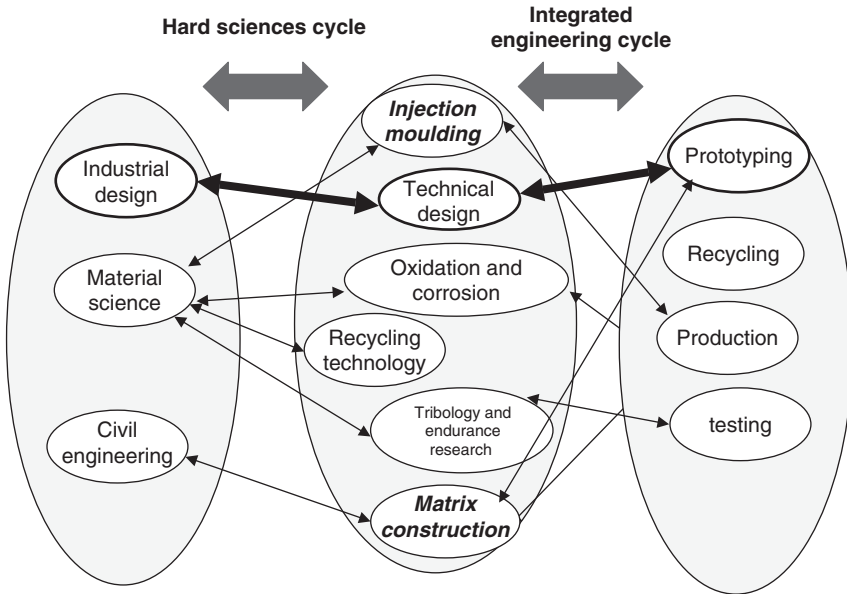 Hard sciences cycle
Integrated
engineering cycle
Industrial
design
Material
science
Civil
engineering
Injection
moulding
Technical
design
Oxidation and
corrosion
Recycling
technology
Tribology and
endurance
research
Matrix
construction
Prototyping
Recycling
Production
testing